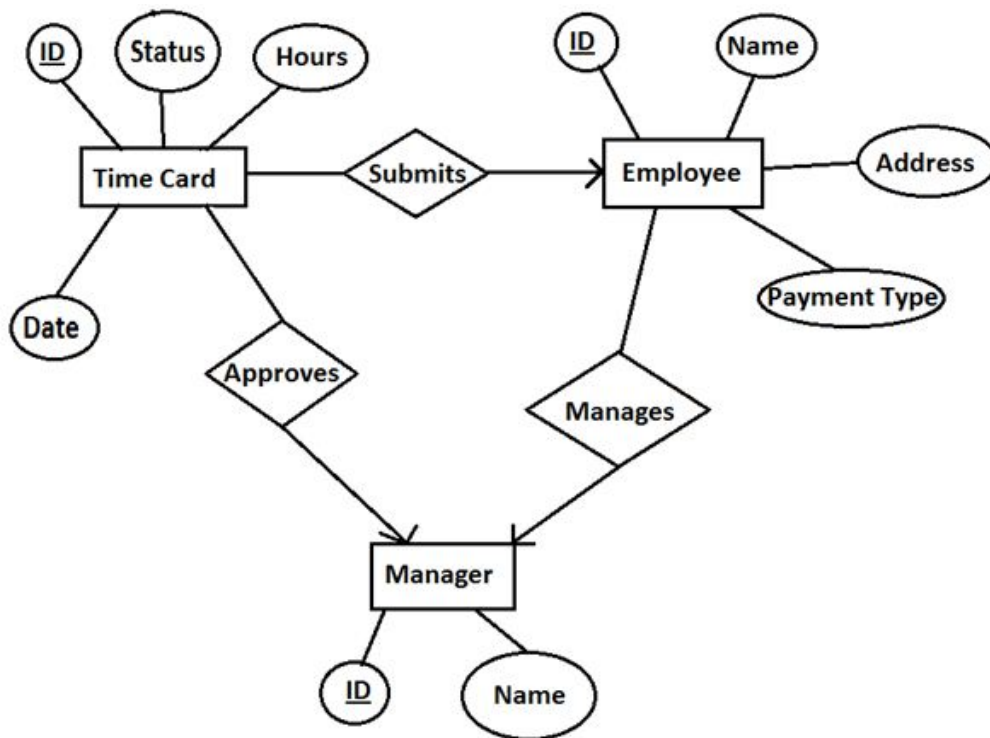 ID
Status
Hours
ID
Name
Time Card
Submits
Employee
Address
Date
Payment Type
Approves
Manages
Manager
ID
Name